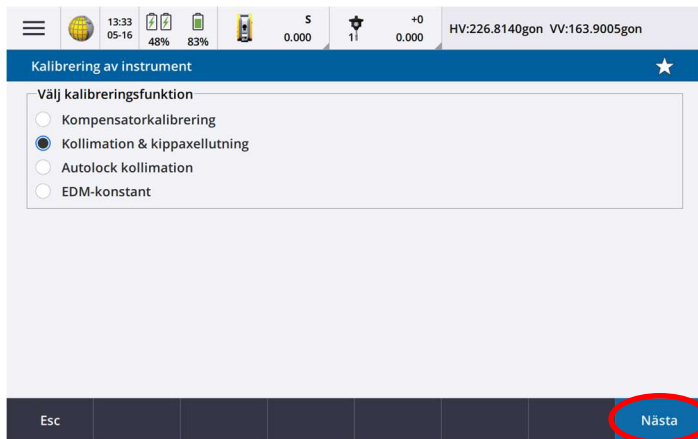 13:33
05-16
48%
83%
S
0.000
1
+0
0.000
HV:226.8140gon VV:163.9005gon
Kalibrering av instrument
Välj kalibreringsfunktion
Kompensatorkalibrering
Kollimation & kippaxellutning
Autolock kollimation
EDM-konstant
Esc
Nästa